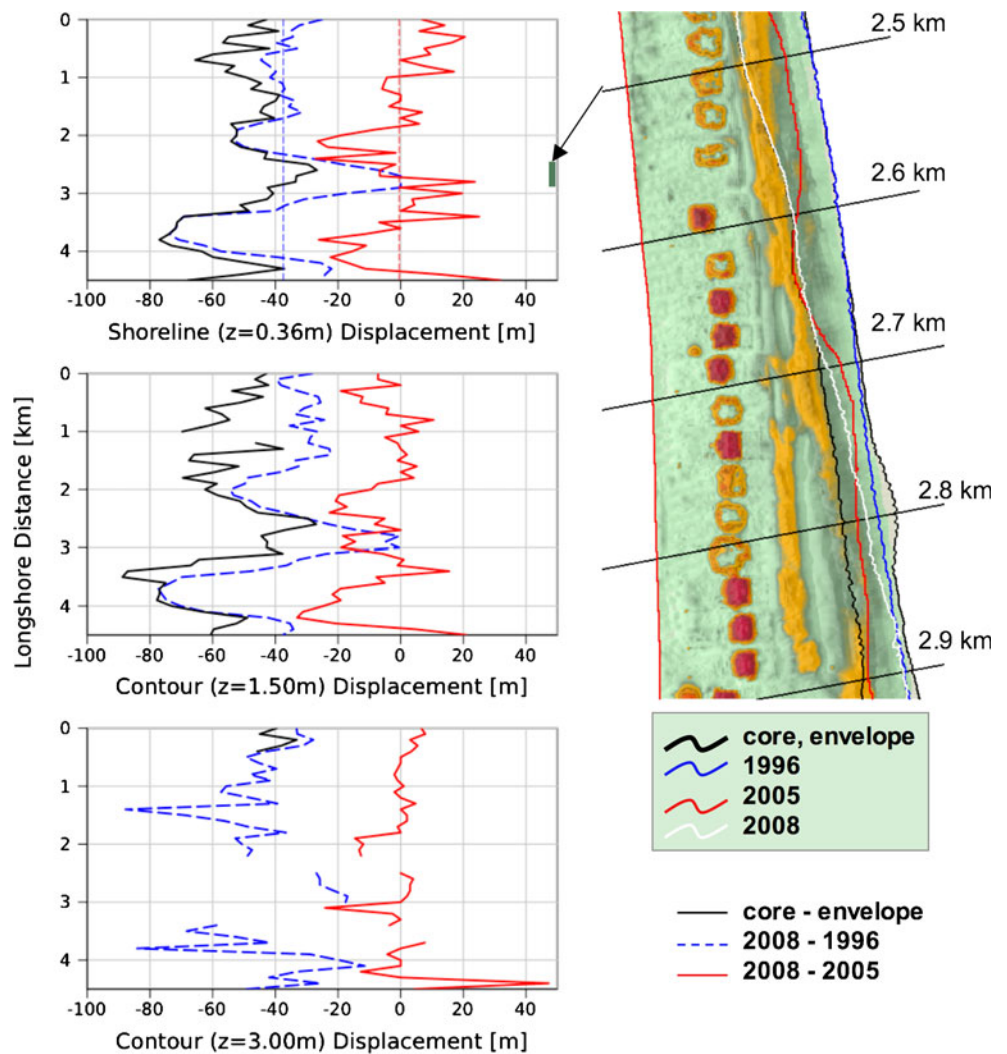 0
1
2
3
4
-100 -80 -60 -40 -20 0 20 40
Shoreline (z=0.36m) Displacement [m]
0
1
2
3
4
-100 -80 -60 -40 -20 0 20 40
Contour (z=1.50m) Displacement [m]
0
1
2
3
4
-100 -80 -60 -40 -20 0 20 40
Contour (z=3.00m) Displacement [m]
Longshore Distance [km]
2.5 km
2.6 km
2.7 km
2.8 km
2.9 km
core, envelope
1996
2005
2008
core - envelope
2008 - 1996
2008 - 2005